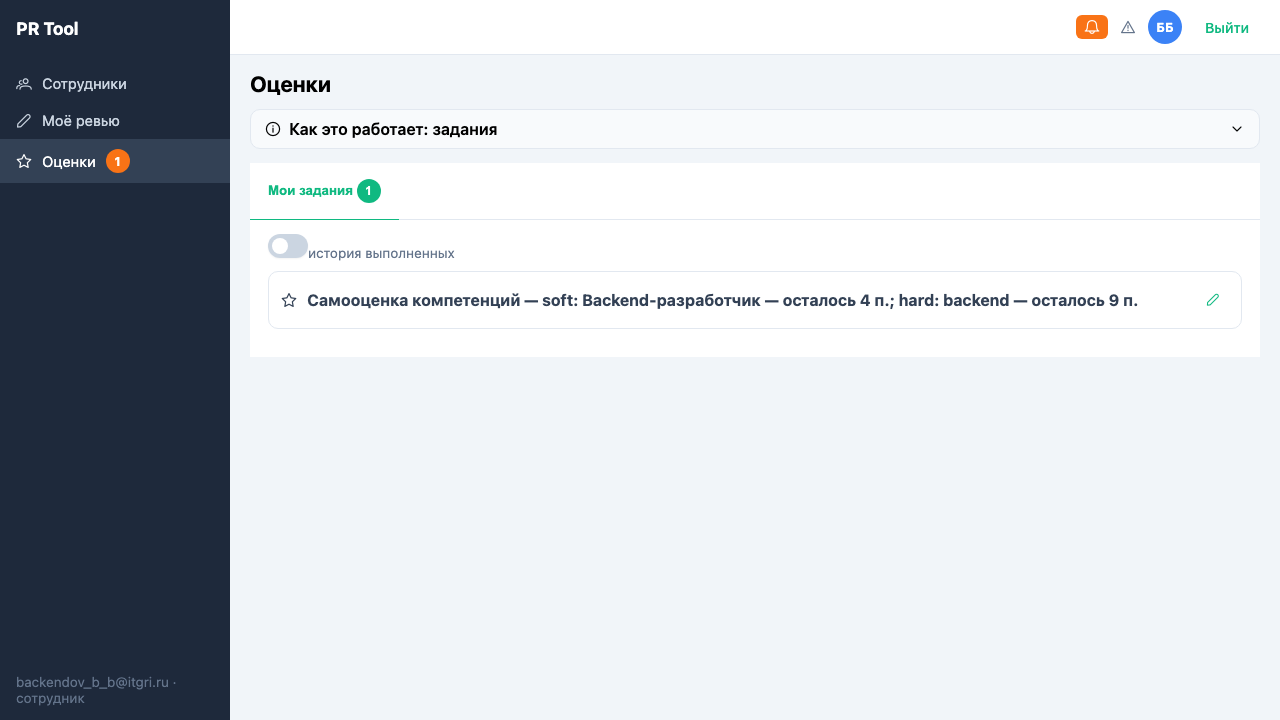 PR Tool
ББ
Выйти
Сотрудники
Моё ревью
Оценки 1
Оценки
Как это работает: задания
Мои задания 1
история выполненных
Самооценка компетенций — soft: Backend-разработчик — осталось 4 п.; hard: backend — осталось 9 п.
backendov_b_b@itgri.ru ·
сотрудник